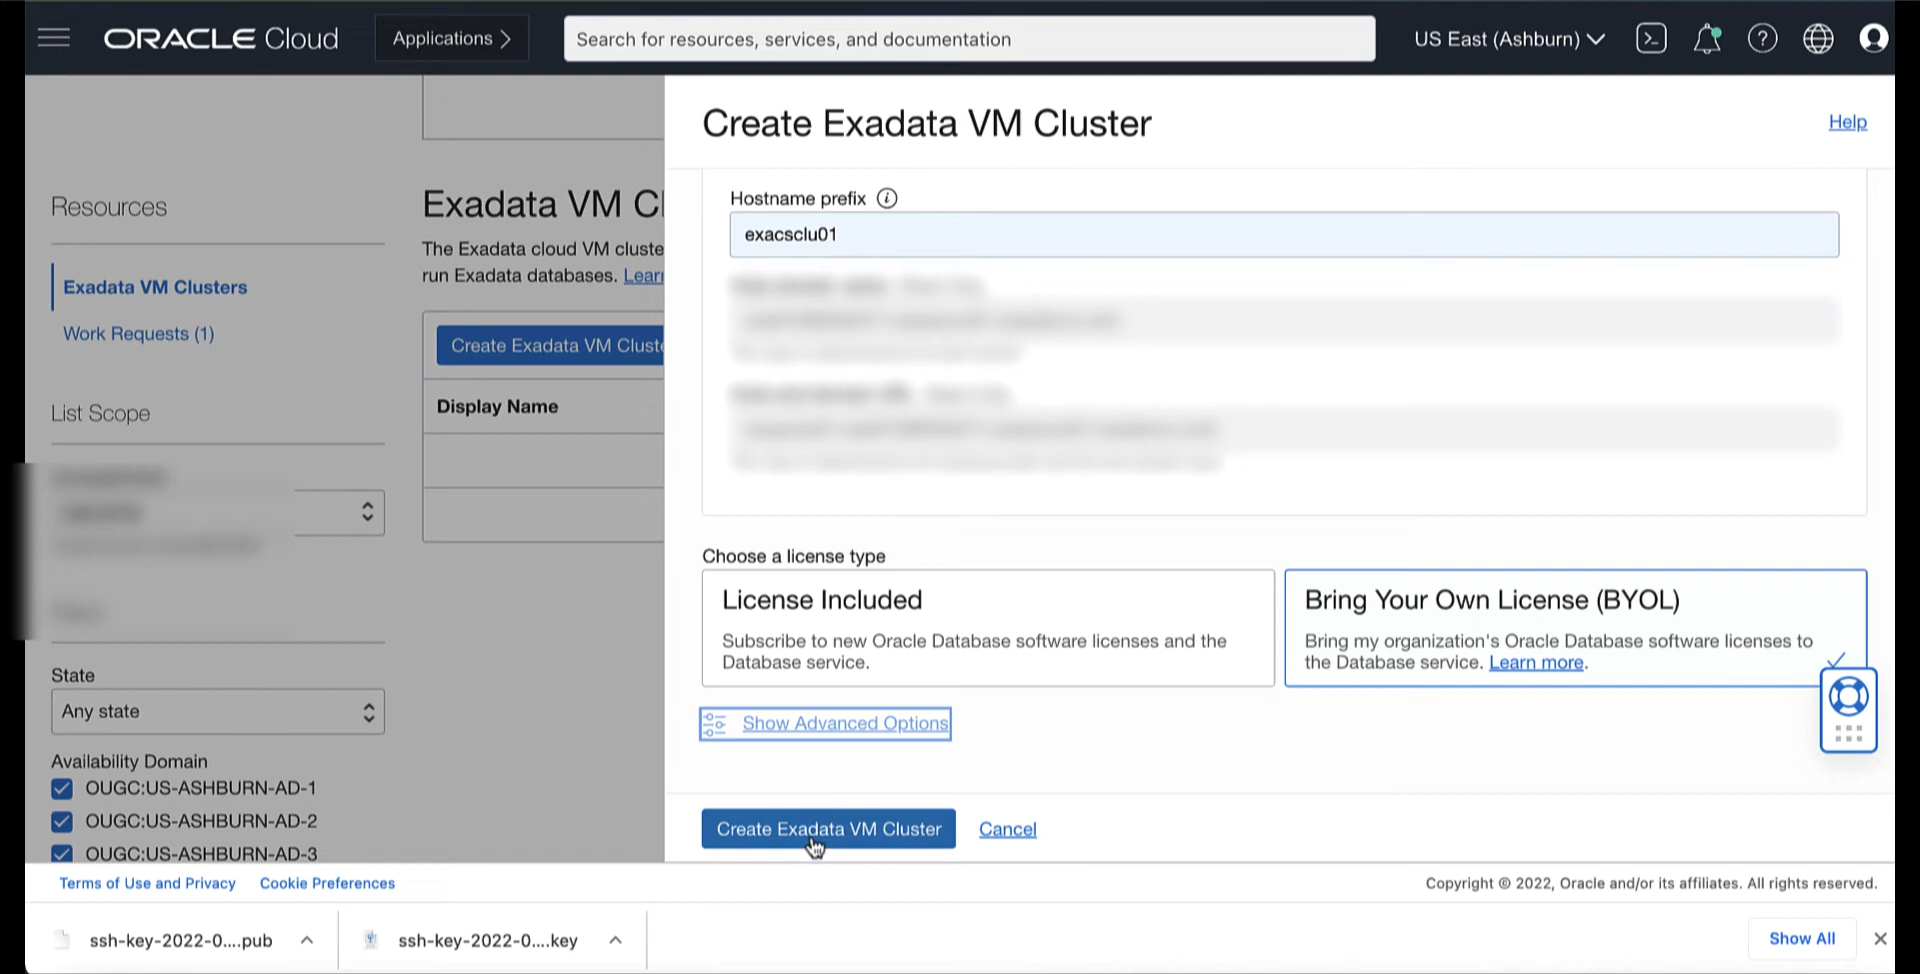 ORACLE Cloud
Applications
Search for resources, services, and documentation
US East (Ashburn)
Resources
Exadata VM Clusters
Work Requests (1)
List Scope
State
Any state
Availability Domain
OUGC:US-ASHBURN-AD-1
OUGC:US-ASHBURN-AD-2
OUGC:US-ASHBURN-AD-3
Exadata VM Cl
The Exadata cloud VM cluste
run Exadata databases. Lear
Create Exadata VM Cluste
Display Name
Create Exadata VM Cluster
Help
Hostname prefix
exacsclu01
Choose a license type
License Included
Subscribe to new Oracle Database software licenses and the
Database service.
Bring Your Own License (BYOL)
Bring my organization's Oracle Database software licenses to
the Database service. Learn more.
Show Advanced Options
Create Exadata VM Cluster
Cancel
Terms of Use and Privacy
Cookie Preferences
Copyright © 2022, Oracle and/or its affiliates. All rights reserved.
ssh-key-2022-0....pub
ssh-key-2022-0....key
Show All